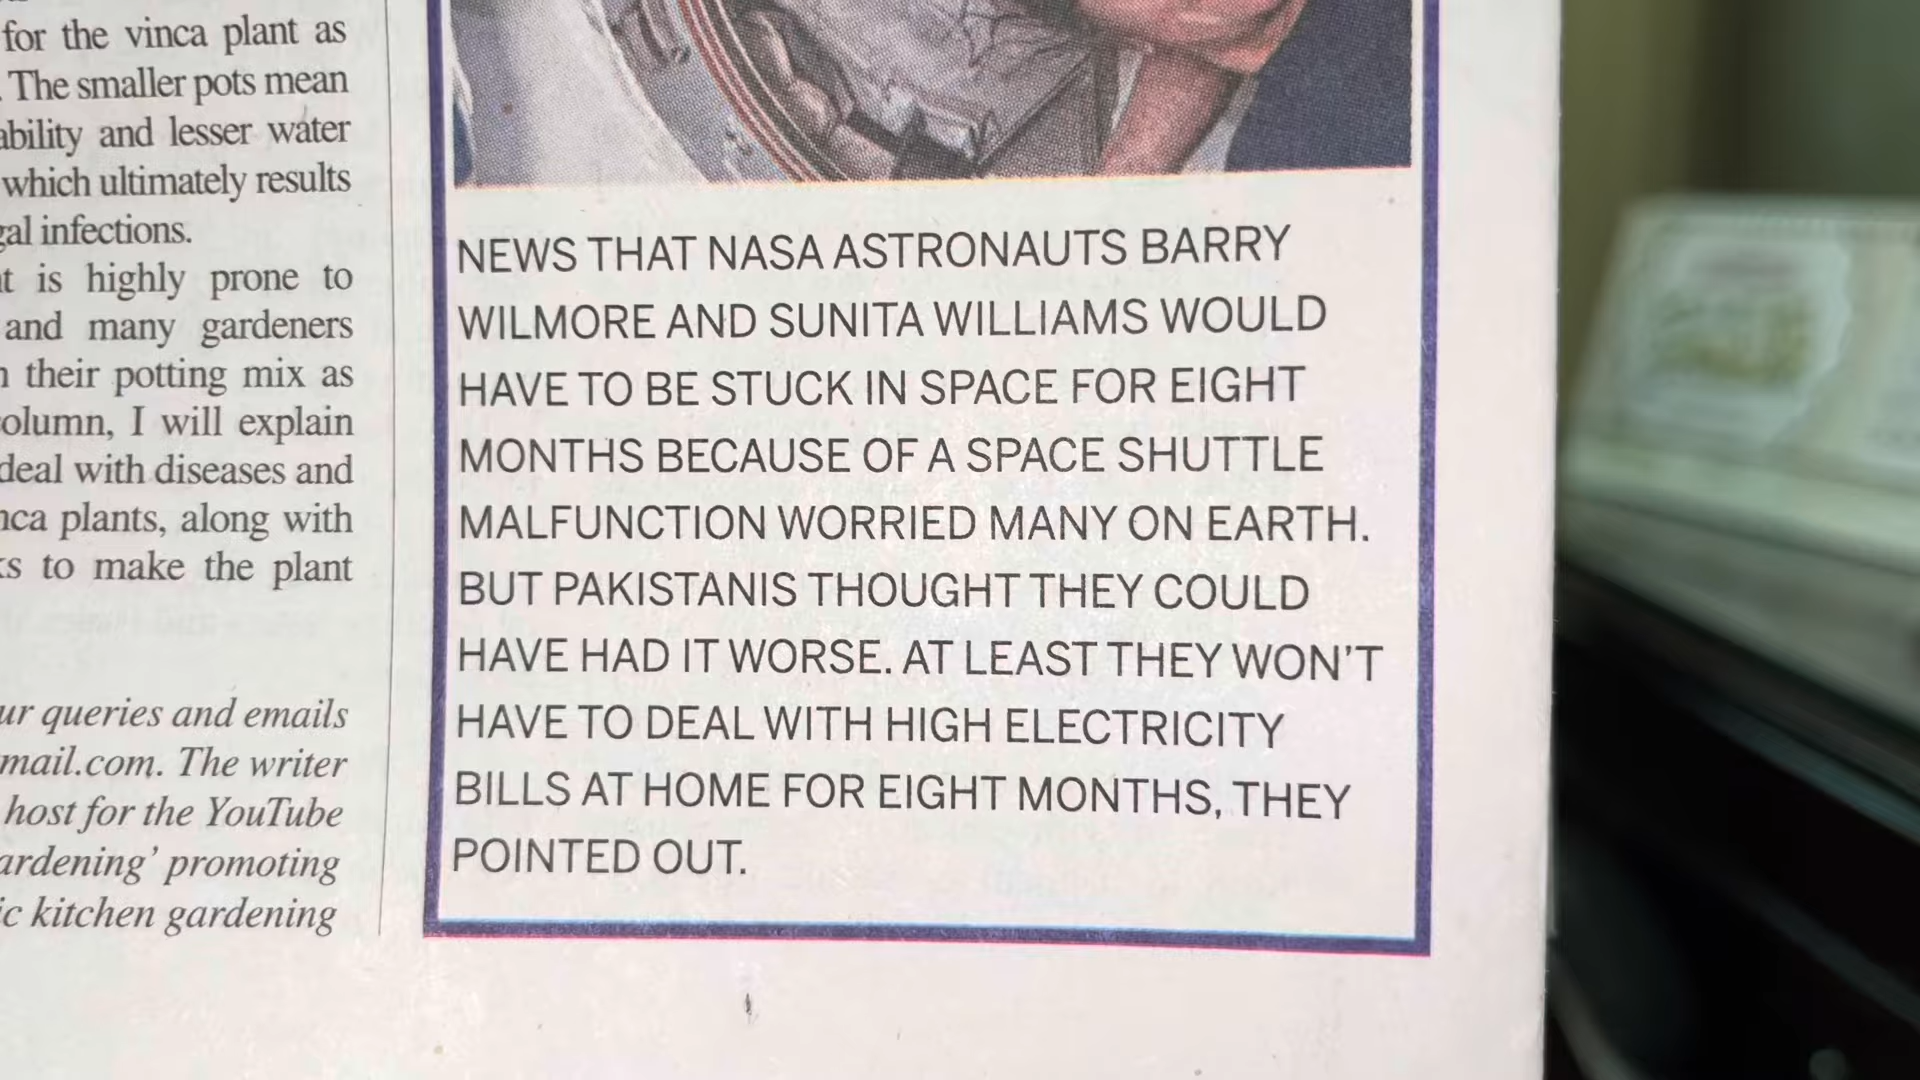 for the vinca plant as
. The smaller pots mean
ability and lesser water
which ultimately results
gal infections.
is highly prone to
and many gardeners
their potting mix as
column, I will explain
deal with diseases and
plants, along with
to make the plant
queries and emails
mail.com. The writer
host for the YouTube
ardening’ promoting
kitchen gardening
NEWS THAT NASA ASTRONAUTS BARRY
WILMORE AND SUNITA WILLIAMS WOULD
HAVE TO BE STUCK IN SPACE FOR EIGHT
MONTHS BECAUSE OF A SPACE SHUTTLE
MALFUNCTION WORRIED MANY ON EARTH.
BUT PAKISTANIS THOUGHT THEY COULD
HAVE HAD IT WORSE. AT LEAST THEY WON’T
HAVE TO DEAL WITH HIGH ELECTRICITY
BILLS AT HOME FOR EIGHT MONTHS, THEY
POINTED OUT.